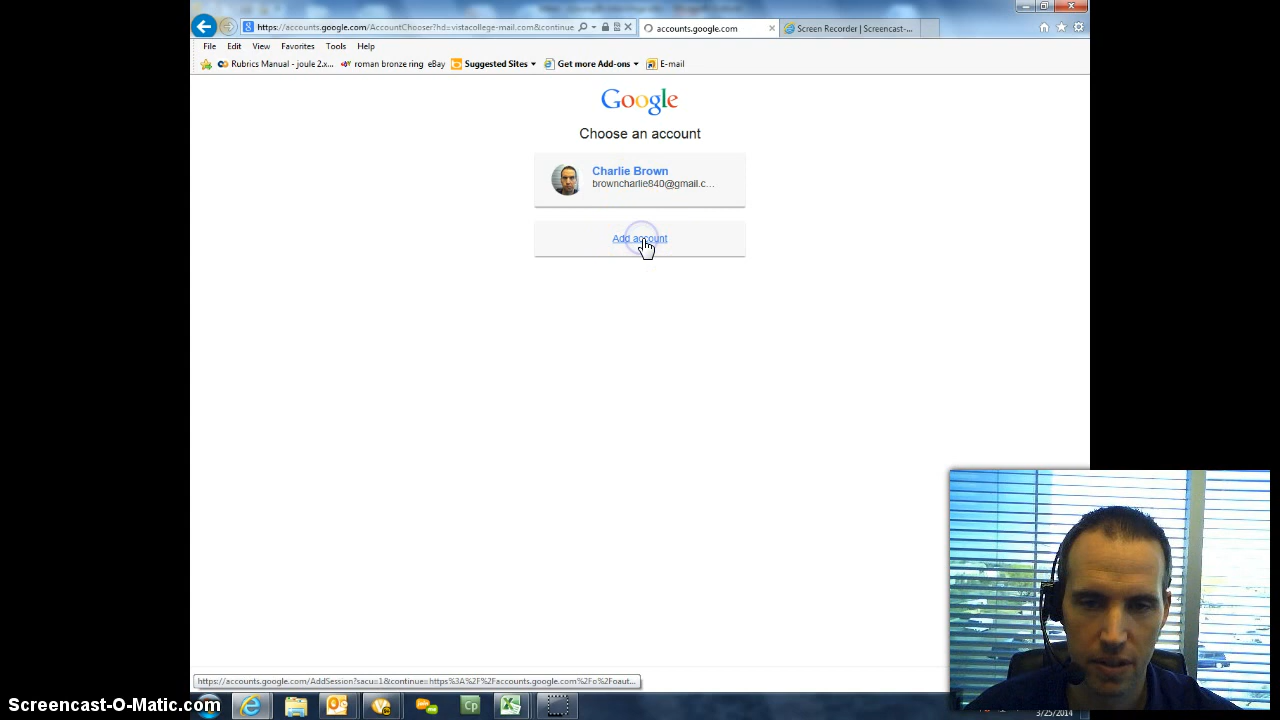 https://accounts.google.com/AccountChooser?hd=vistacollege-mail.com&continue
accounts.google.com
Screen Recorder | Screencast-...
File Edit View Favorites Tools Help
Rubrics Manual - joule 2.x... roman bronze ring eBay Suggested Sites Get more Add-ons E-mail
Google
Choose an account
Charlie Brown
browncharlie840@gmail.c...
Add account
https://accounts.google.com/AddSession?sacu=1&continue=https%3A%2F%2Faccounts.google.com%2Fo%2Foaut...
Cp
3/25/2014
Screencast-O-Matic.com